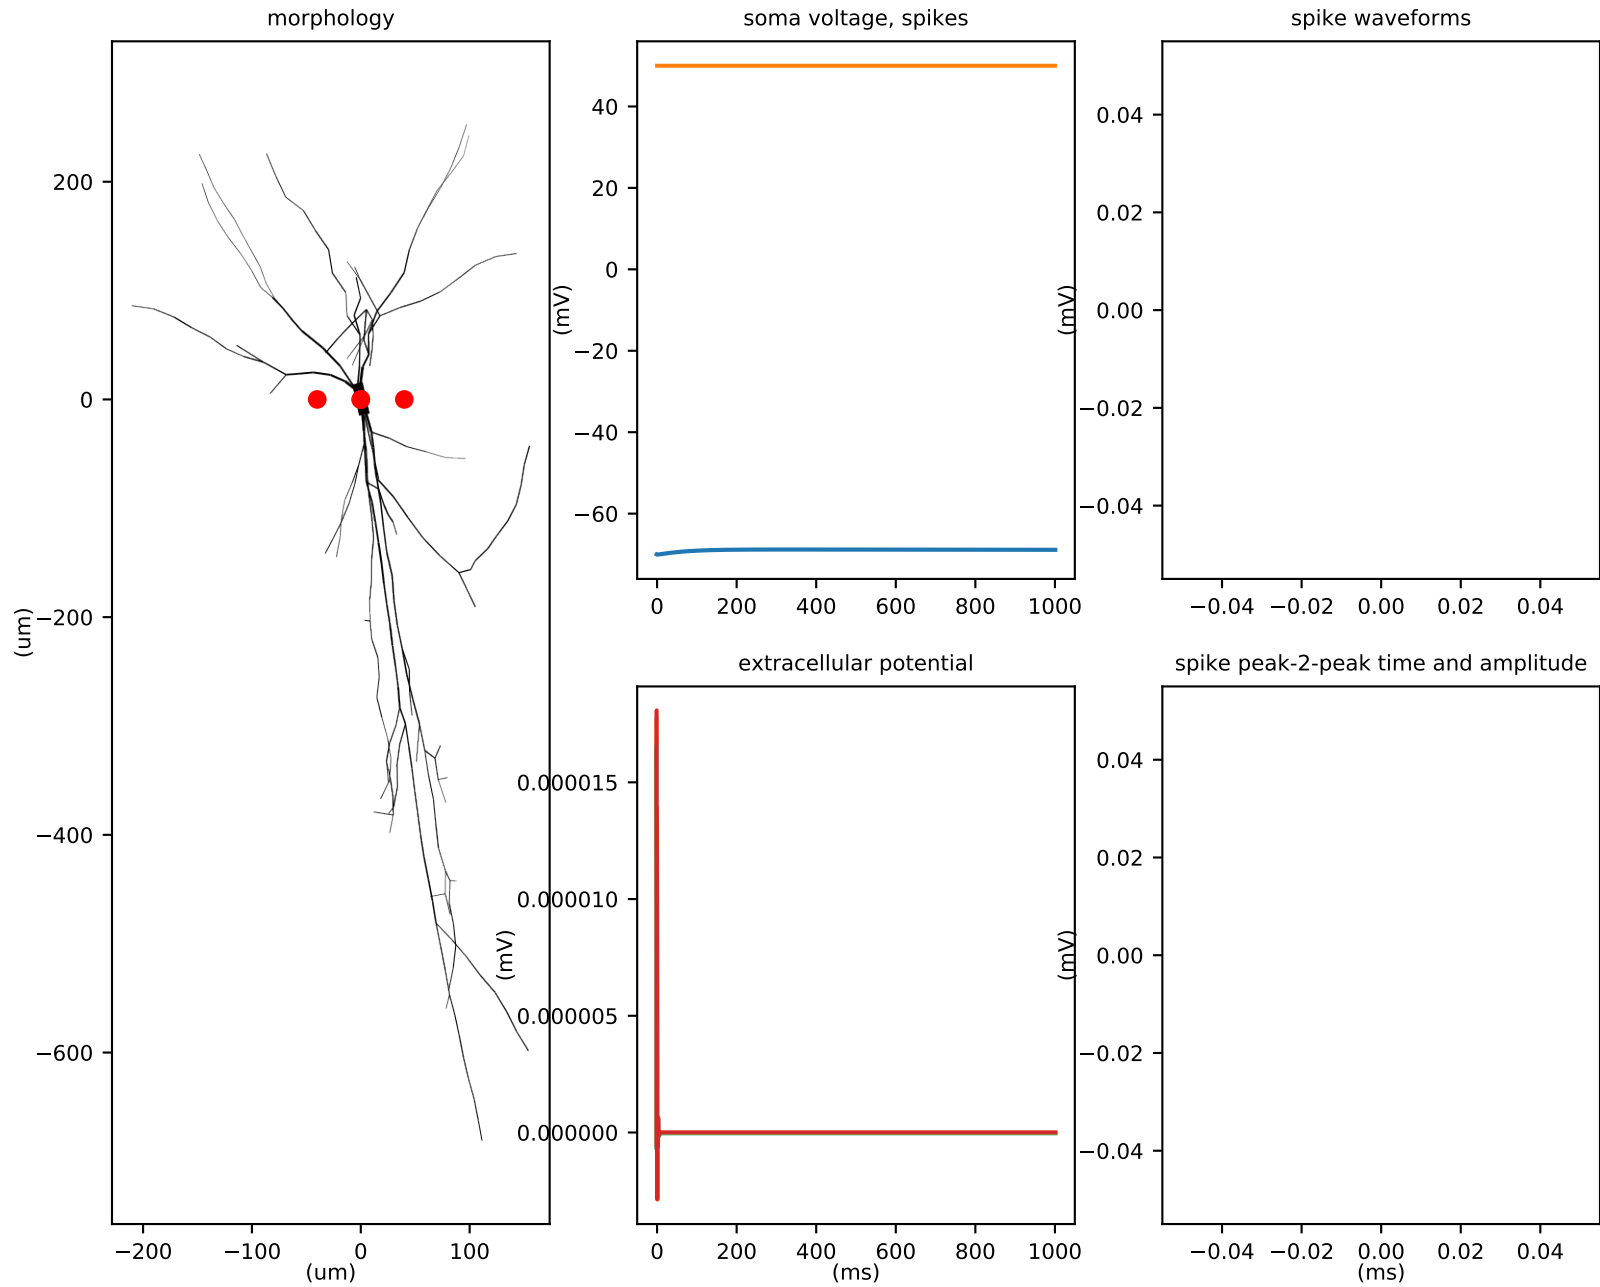 morphology
200
0
−200
−400
−600
(um)
−200 −100 0 100
(um)
soma voltage, spikes
40
20
0
−20
−40
−60
(mV)
0 200 400 600 800 1000
spike waveforms
0.04
0.02
0.00
−0.02
−0.04
(mV)
−0.04 −0.02 0.00 0.02 0.04
extracellular potential
0.000015
0.000010
0.000005
0.000000
(mV)
0 200 400 600 800 1000
(ms)
spike peak-2-peak time and amplitude
0.04
0.02
0.00
−0.02
−0.04
(mV)
−0.04 −0.02 0.00 0.02 0.04
(ms)